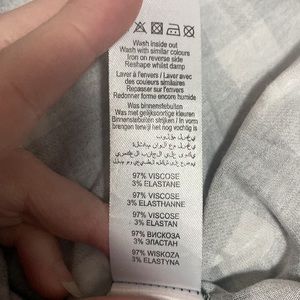 Wash inside out
Wash with similar colours
Iron on reverse side
Reshape whilst damp
Laver à l'envers / Laver avec
des couleurs similaires
Repasser sur l'envers
Redonner forme encore humide
Was binnenstebuiten
Was met gelijksoortige kleuren
Binnenstebuiten strijken / In vorm
brengen terwijl het nog vochtig is
97% VISCOSE
3% ELASTANE
97% VISCOSE
3% ELASTHANNE
97% VISCOSE
3% ELASTAN
97% ВИСКОЗА
3% ЭЛАСТАН
97% WISKOZA
3% ELASTYNA